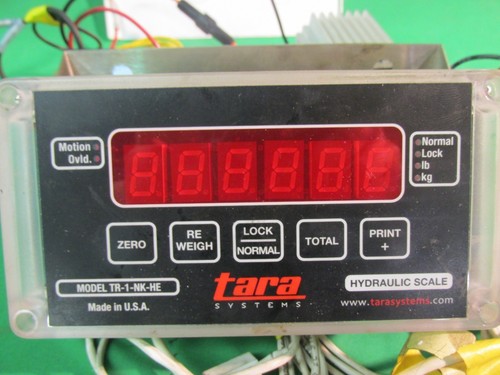 Motion
Ovld.
Normal
Lock
lb
kg
ZERO
RE
WEIGH
LOCK
NORMAL
TOTAL
PRINT
+
MODEL TR-1-NK-HE
Made in U.S.A.
tara
SYSTEMS
HYDRAULIC SCALE
www.tarasystems.com